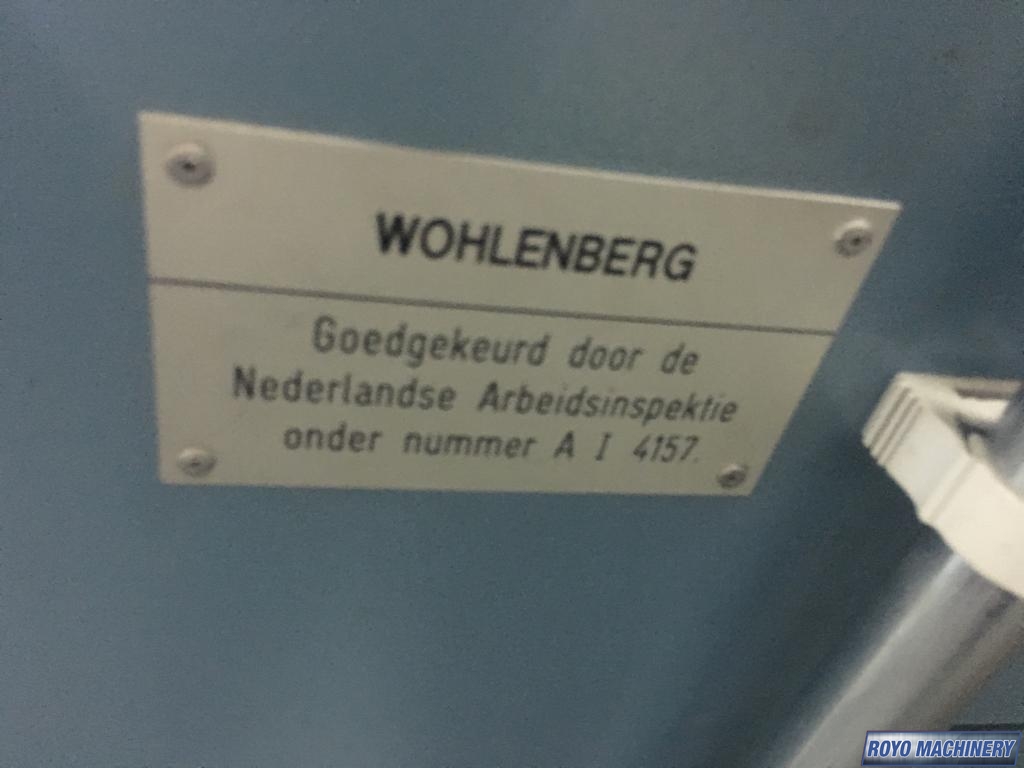 WOHLENBERG
Goedgekeurd door de
Nederlandse Arbeidsinspektie
onder nummer A I 4157.
ROYO MACHINERY